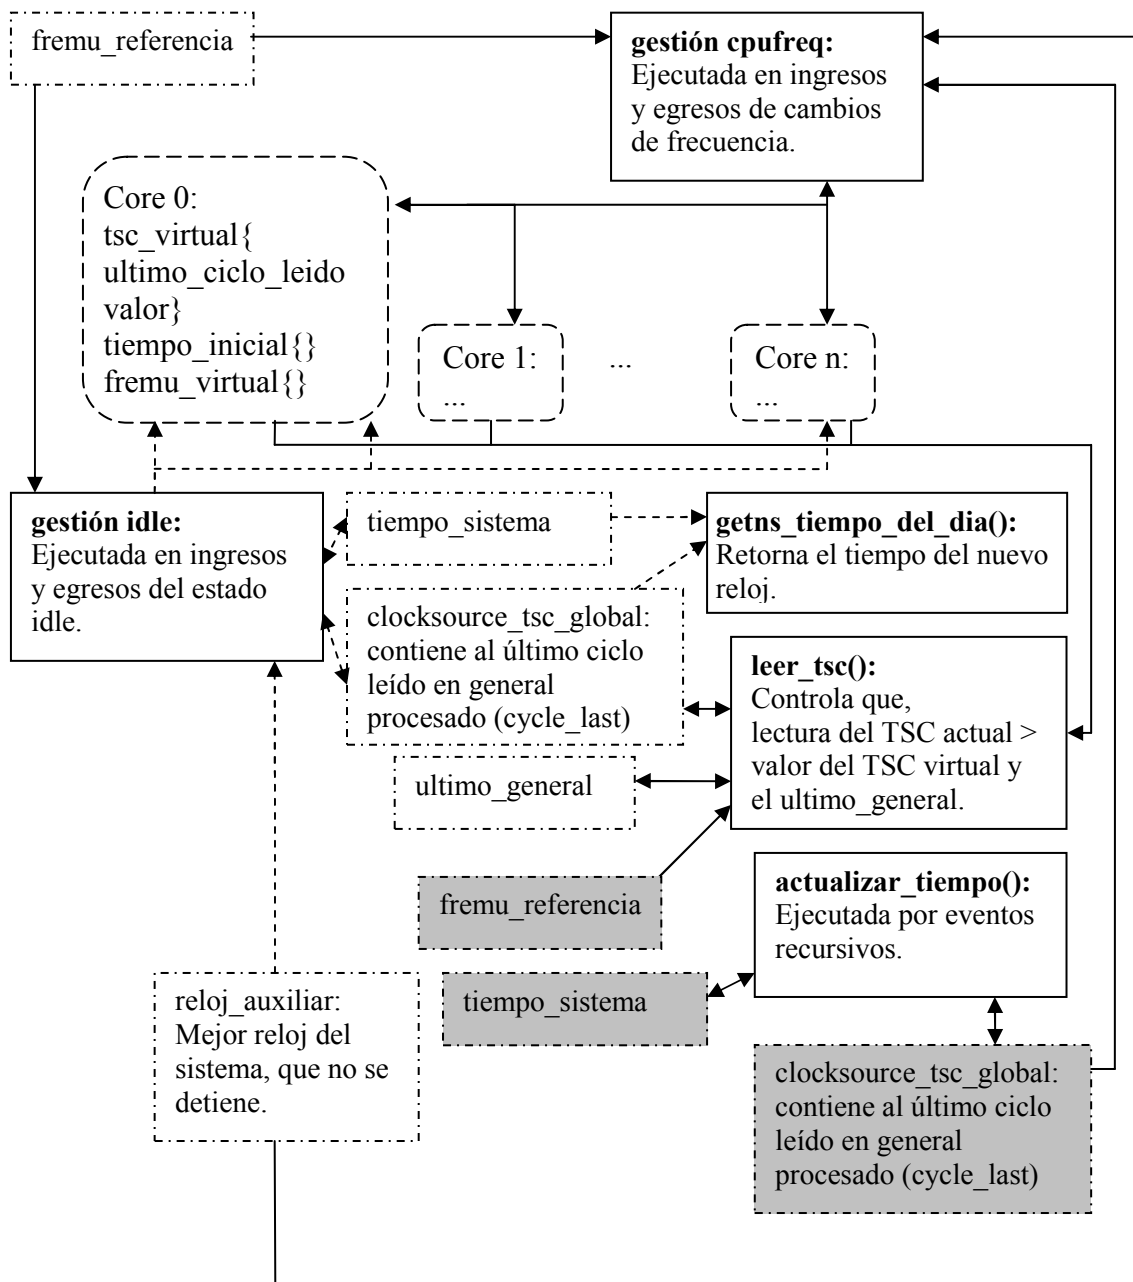 fremu_referencia
gestión cpufreq:
Ejecutada en ingresos
y egresos de cambios
de frecuencia.
Core 0:
tsc_virtual{
ultimo_ciclo_leido
valor}
tiempo_inicial{}
fremu_virtual{}
Core 1:
...
...
Core n:
...
gestión idle:
Ejecutada en ingresos
y egresos del estado
idle.
tiempo_sistema
getns_tiempo_del_dia():
Retorna el tiempo del nuevo
reloj.
clocksource_tsc_global:
contiene al último ciclo
leído en general
procesado (cycle_last)
leer_tsc():
Controla que,
lectura del TSC actual >
valor del TSC virtual y
el ultimo_general.
ultimo_general
fremu_referencia
actualizar_tiempo():
Ejecutada por eventos
recursivos.
tiempo_sistema
reloj_auxiliar:
Mejor reloj del
sistema, que no se
detiene.
clocksource_tsc_global:
contiene al último ciclo
leído en general
procesado (cycle_last)